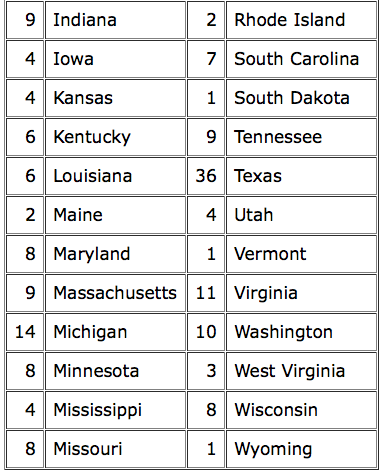 9 Indiana 2 Rhode Island
4 Iowa 7 South Carolina
4 Kansas 1 South Dakota
6 Kentucky 9 Tennessee
6 Louisiana 36 Texas
2 Maine 4 Utah
8 Maryland 1 Vermont
9 Massachusetts 11 Virginia
14 Michigan 10 Washington
8 Minnesota 3 West Virginia
4 Mississippi 8 Wisconsin
8 Missouri 1 Wyoming